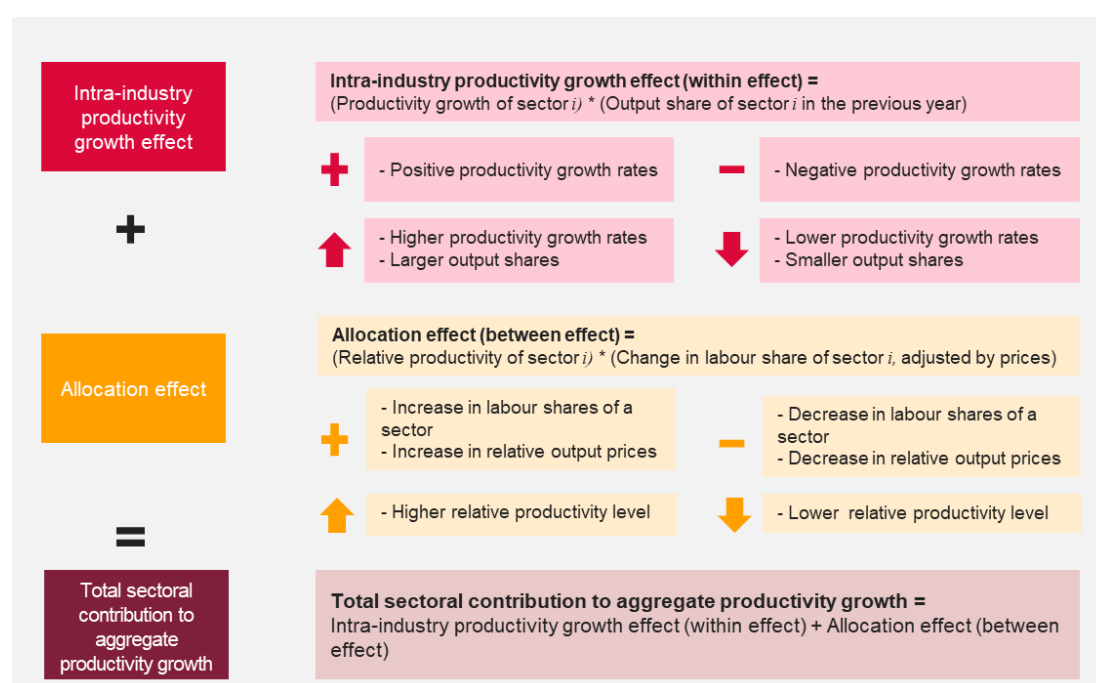 Intra-industry
productivity
growth effect
Intra-industry productivity growth effect (within effect) =
(Productivity growth of sector i) * (Output share of sector i in the previous year)
+
- Positive productivity growth rates
−
- Negative productivity growth rates
+
- Higher productivity growth rates
- Larger output shares
- Lower productivity growth rates
- Smaller output shares
Allocation effect
Allocation effect (between effect) =
(Relative productivity of sector i) * (Change in labour share of sector i, adjusted by prices)
+
- Increase in labour shares of a
sector
- Increase in relative output prices
−
- Decrease in labour shares of a
sector
- Decrease in relative output prices
- Higher relative productivity level
- Lower relative productivity level
=
Total sectoral
contribution to
aggregate
productivity growth
Total sectoral contribution to aggregate productivity growth =
Intra-industry productivity growth effect (within effect) + Allocation effect (between
effect)